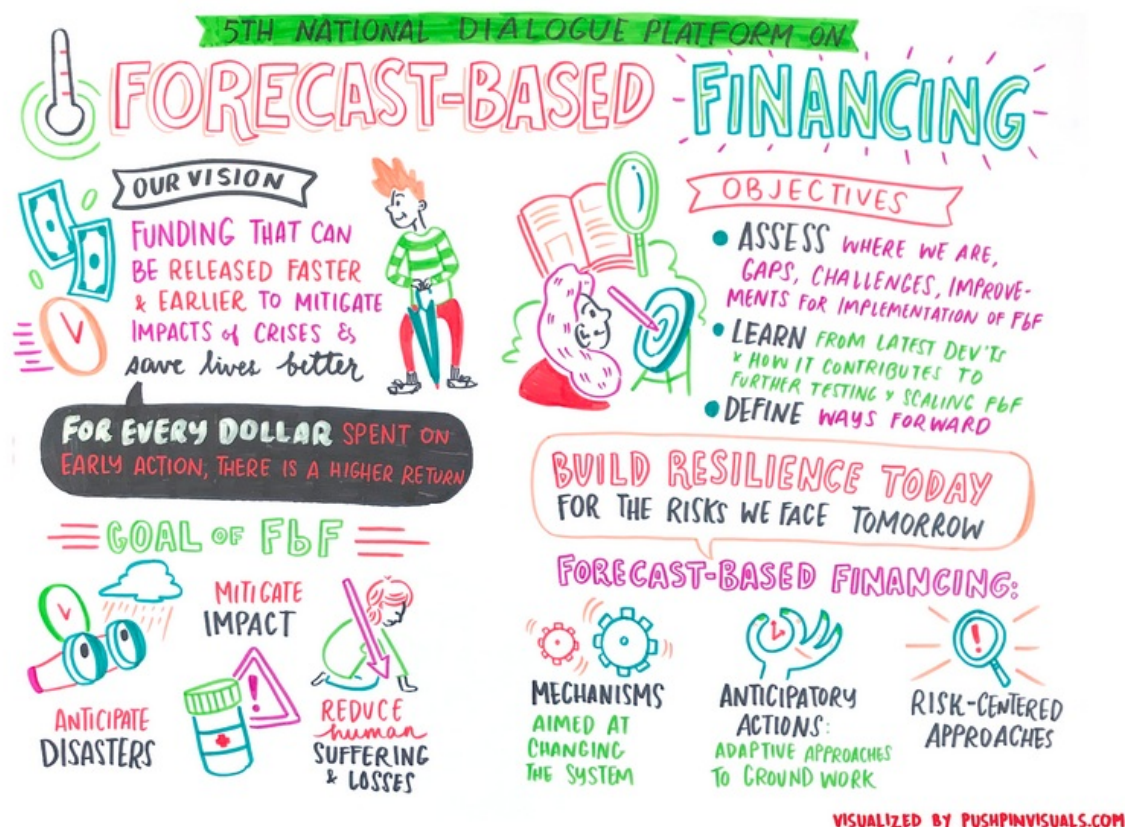 5TH NATIONAL DIALOGUE PLATFORM ON
FORECAST-BASED FINANCING
OUR VISION
FUNDING THAT CAN
BE RELEASED FASTER
& EARLIER TO MITIGATE
IMPACTS of CRISES &
save lives better
FOR EVERY DOLLAR SPENT ON
EARLY ACTION, THERE IS A HIGHER RETURN
OBJECTIVES
• ASSESS WHERE WE ARE,
GAPS, CHALLENGES, IMPROVE-
MENTS FOR IMPLEMENTATION OF FbF
• LEARN FROM LATEST DEV'TS
& HOW IT CONTRIBUTES TO
FURTHER TESTING & SCALING FbF
• DEFINE WAYS FORWARD
BUILD RESILIENCE TODAY
FOR THE RISKS WE FACE TOMORROW
GOAL OF FbF
ANTICIPATE
DISASTERS
MITIGATE
IMPACT
REDUCE
human
SUFFERING
& LOSSES
FORECAST-BASED FINANCING:
MECHANISMS
AIMED AT
CHANGING
THE SYSTEM
ANTICIPATORY
ACTIONS:
ADAPTIVE APPROACHES
TO GROUND WORK
RISK-CENTERED
APPROACHES
VISUALIZED BY PUSHPINVISUALS.COM